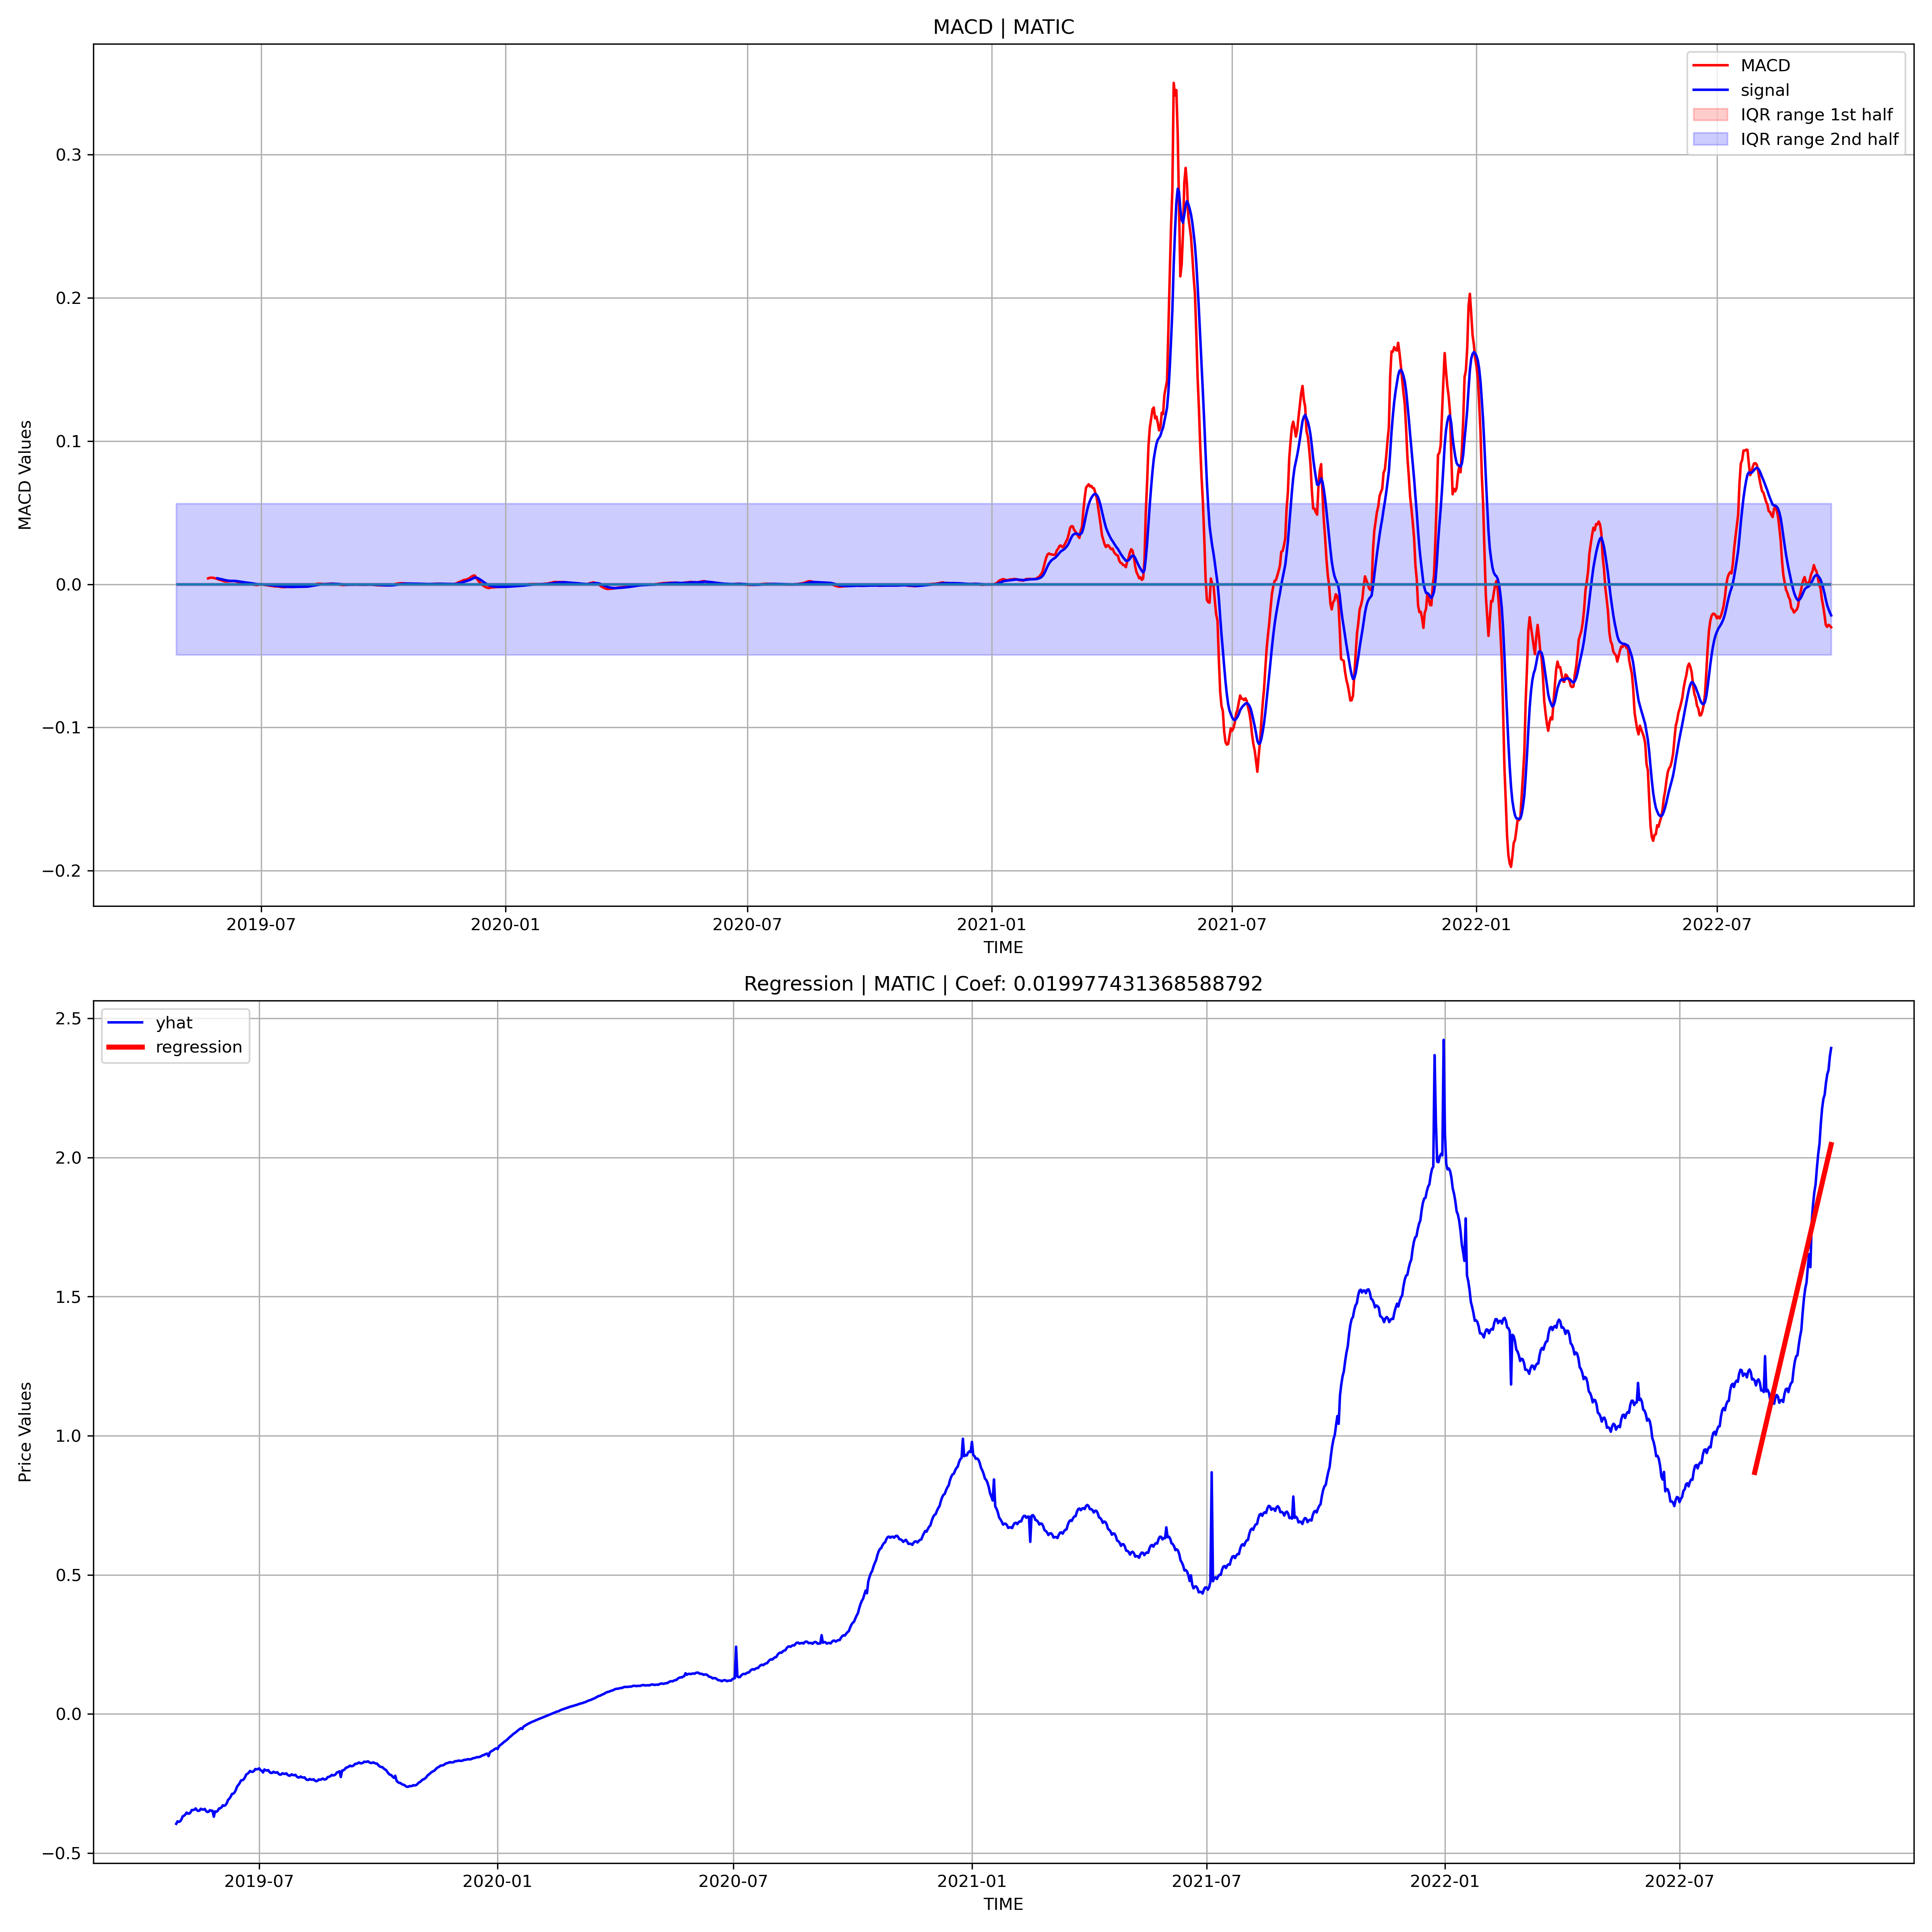 MACD | MATIC
MACD
signal
IQR range 1st half
IQR range 2nd half
MACD Values
0.3
0.2
0.1
0.0
−0.1
−0.2
2019-07 2020-01 2020-07 2021-01 2021-07 2022-01 2022-07
TIME
Regression | MATIC | Coef: 0.019977431368588792
yhat
regression
Price Values
2.5
2.0
1.5
1.0
0.5
0.0
−0.5
2019-07 2020-01 2020-07 2021-01 2021-07 2022-01 2022-07
TIME